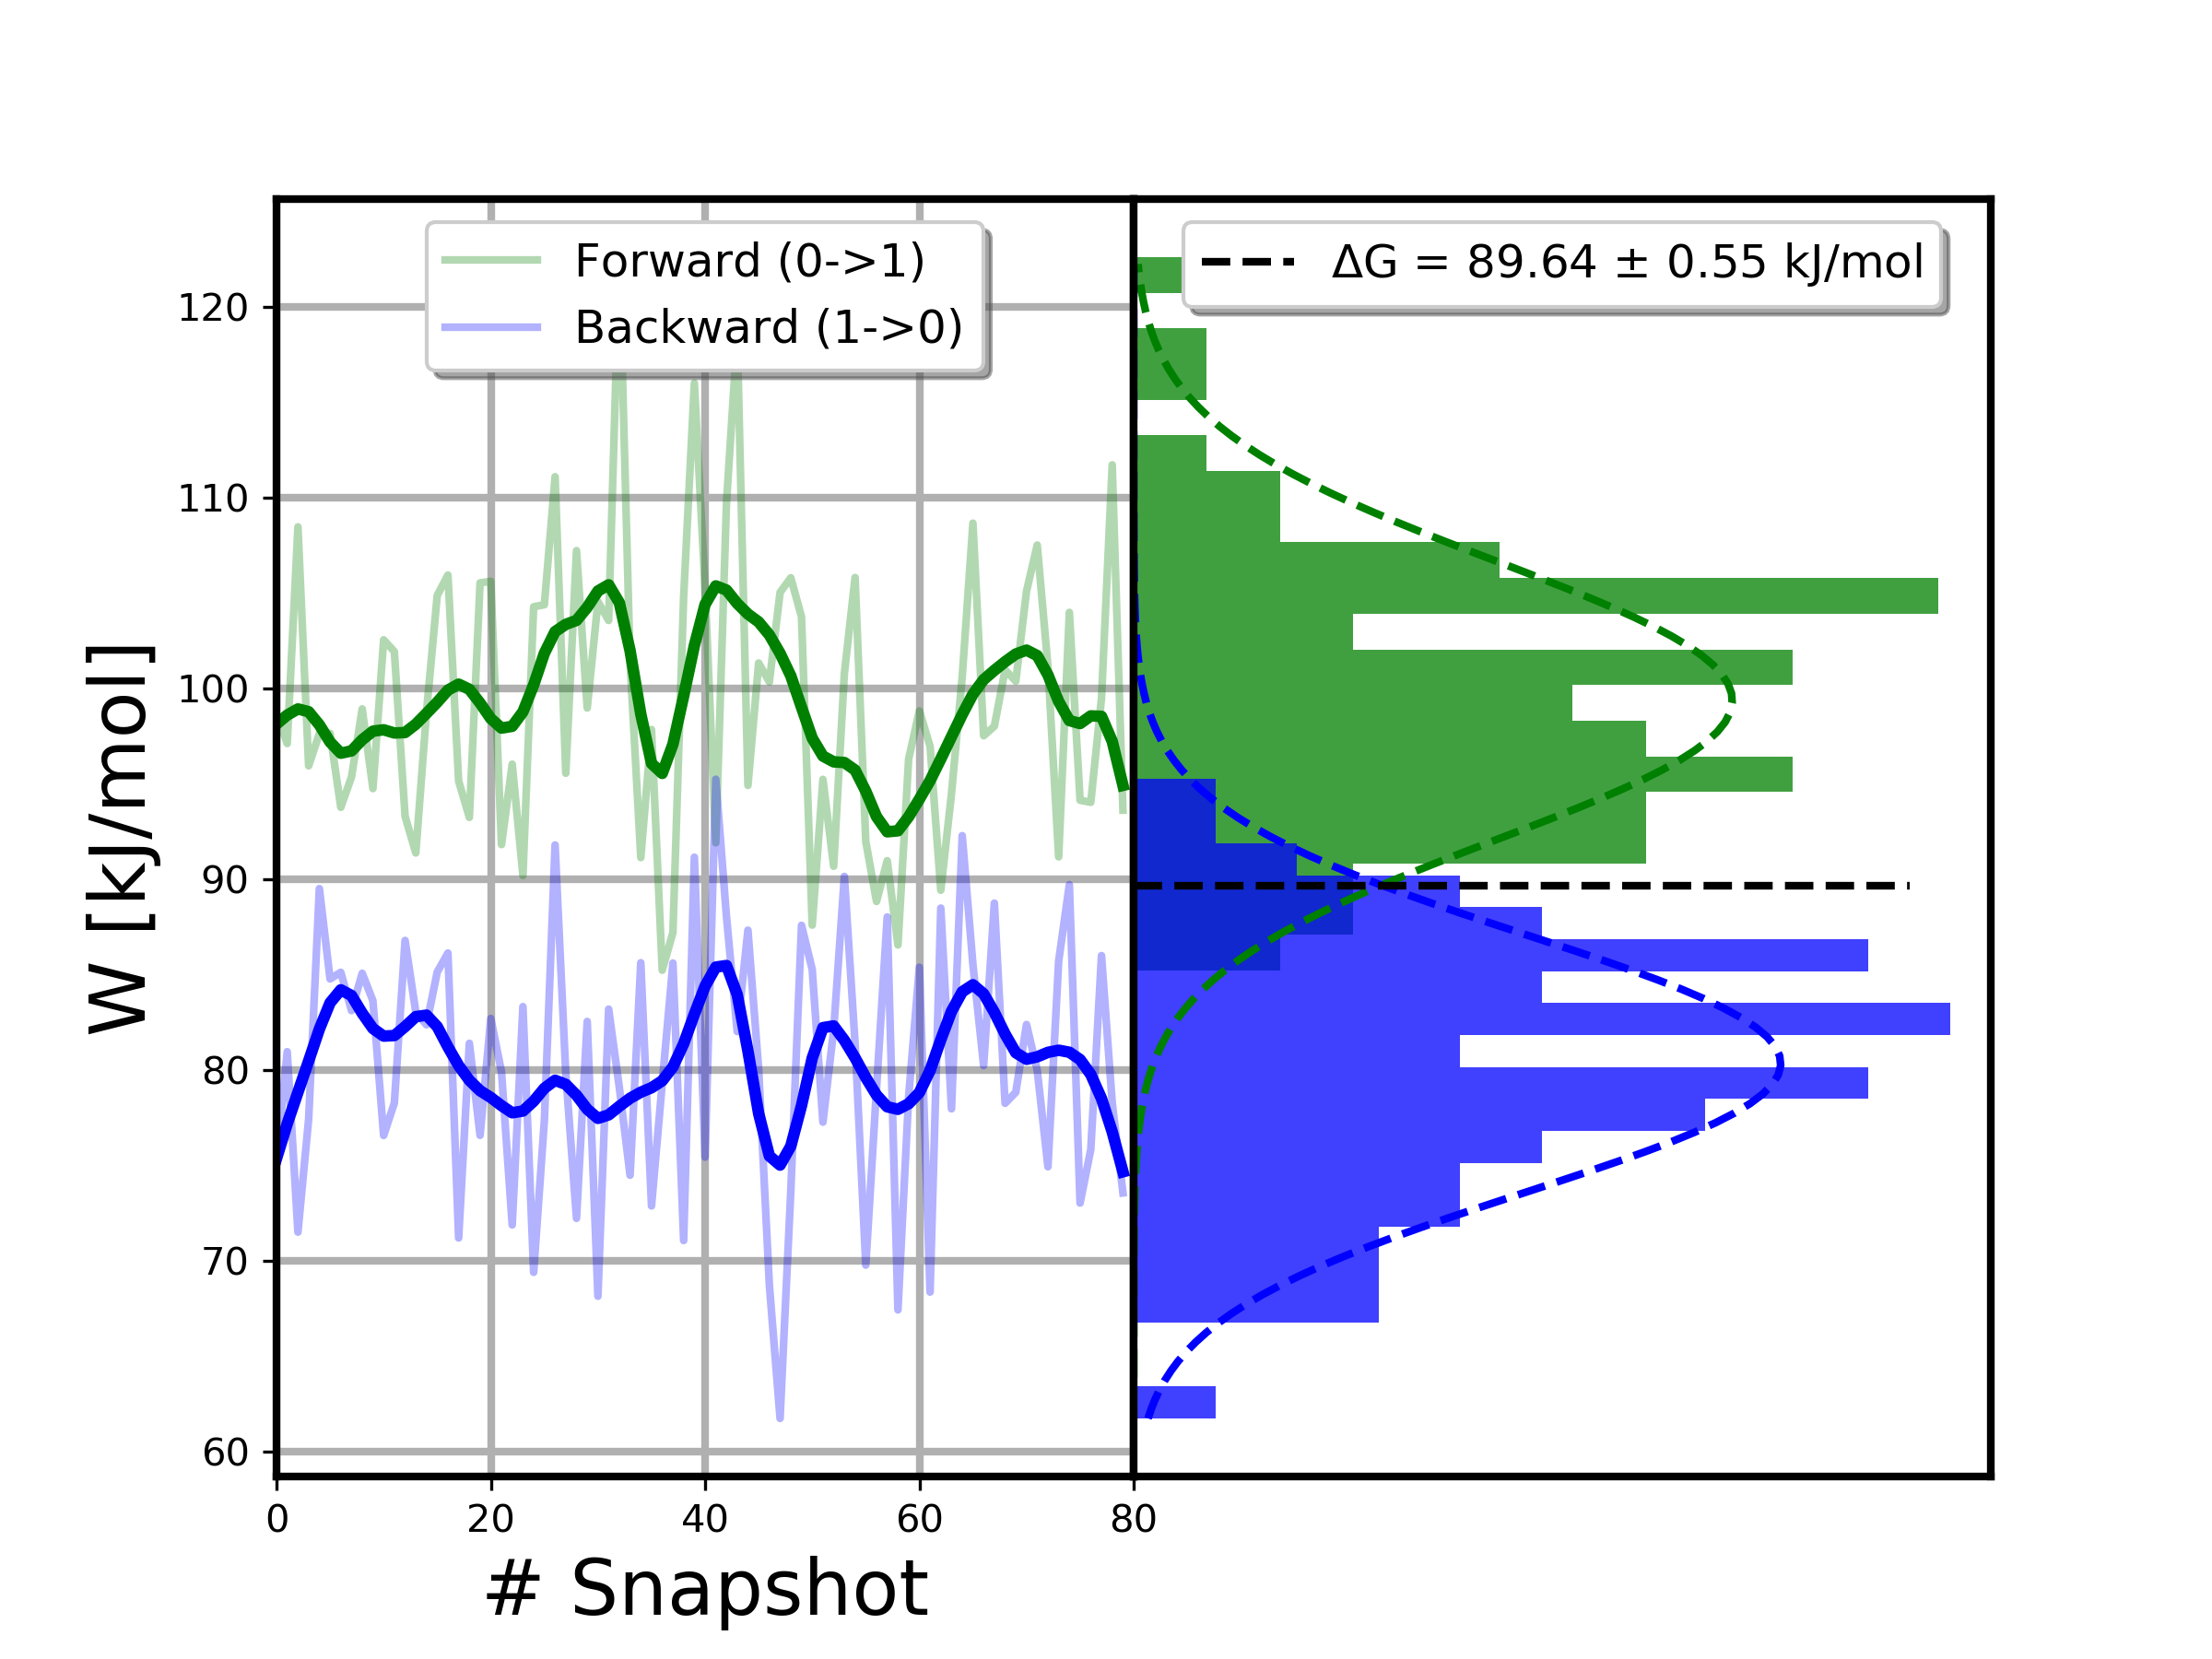 Forward (0->1)
Backward (1->0)
ΔG = 89.64 ± 0.55 kJ/mol
W [kJ/mol]
120
110
100
90
80
70
60
0 20 40 60 80
# Snapshot